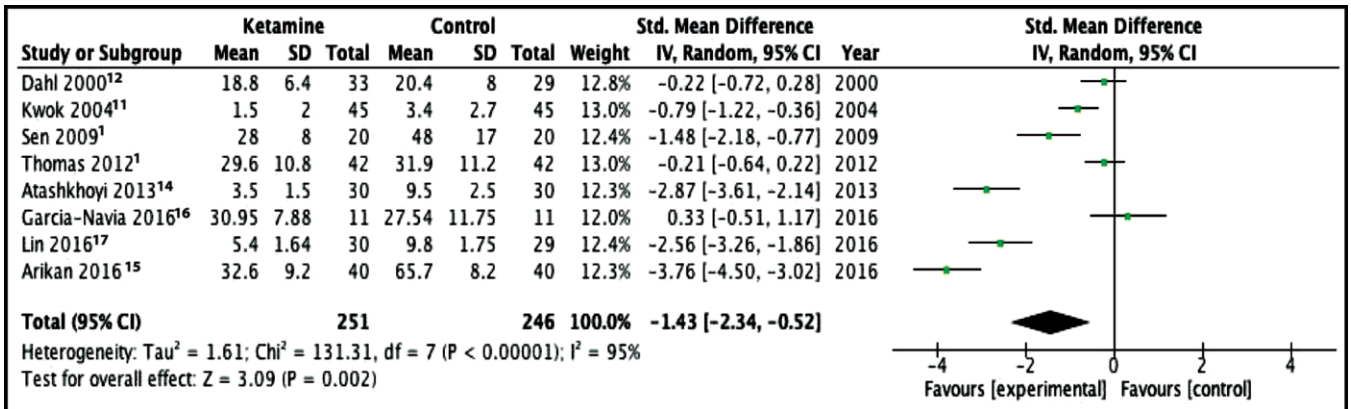 Ketamine Control Std. Mean Difference Std. Mean Difference
Study or Subgroup Mean SD Total Mean SD Total Weight IV, Random, 95% CI Year IV, Random, 95% CI
Dahl 2000¹² 18.8 6.4 33 20.4 8 29 12.8% -0.22 [-0.72, 0.28] 2000
Kwok 2004¹¹ 1.5 2 45 3.4 2.7 45 13.0% -0.79 [-1.22, -0.36] 2004
Sen 2009¹ 28 8 20 48 17 20 12.4% -1.48 [-2.18, -0.77] 2009
Thomas 2012¹ 29.6 10.8 42 31.9 11.2 42 13.0% -0.21 [-0.64, 0.22] 2012
Atashkhoyi 2013¹⁴ 3.5 1.5 30 9.5 2.5 30 12.3% -2.87 [-3.61, -2.14] 2013
Garcia-Navia 2016¹⁶ 30.95 7.88 11 27.54 11.75 11 12.0% 0.33 [-0.51, 1.17] 2016
Lin 2016¹⁷ 5.4 1.64 30 9.8 1.75 29 12.4% -2.56 [-3.26, -1.86] 2016
Arikan 2016¹⁵ 32.6 9.2 40 65.7 8.2 40 12.3% -3.76 [-4.50, -3.02] 2016
Total (95% CI) 251 246 100.0% -1.43 [-2.34, -0.52]
Heterogeneity: Tau² = 1.61; Chi² = 131.31, df = 7 (P < 0.00001); I² = 95%
Test for overall effect: Z = 3.09 (P = 0.002)
-4 -2 0 2 4
Favours [experimental] Favours [control]